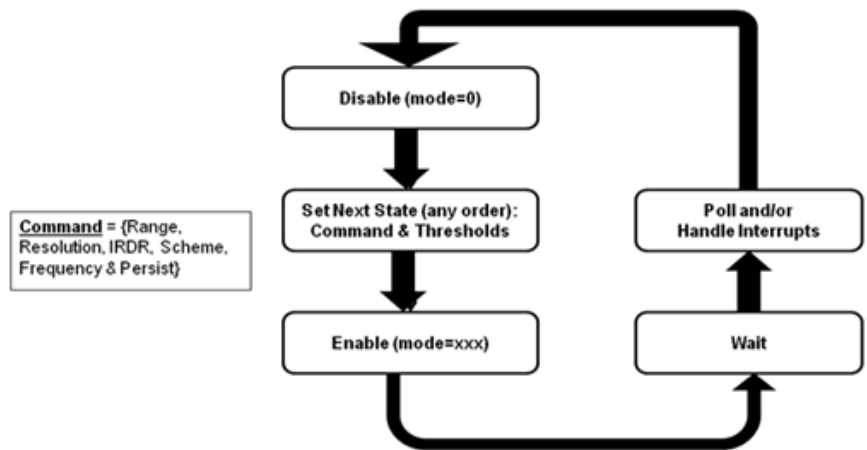 Disable (mode=0)
Set Next State (any order):
Command & Thresholds
Enable (mode=xxx)
Command = {Range,
Resolution, IRDR, Scheme,
Frequency & Persist}
Poll and/or
Handle Interrupts
Wait